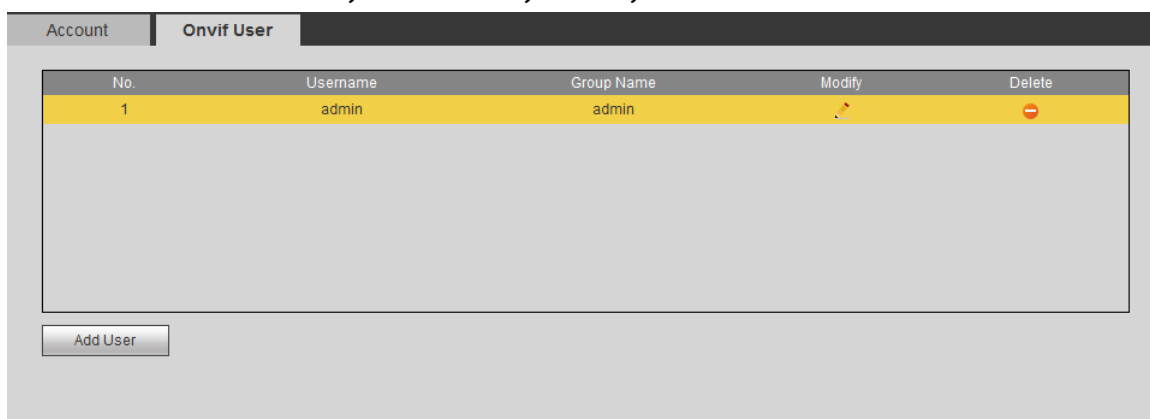 Account Onvif User
No. Username Group Name Modify Delete
1 admin admin
Add User